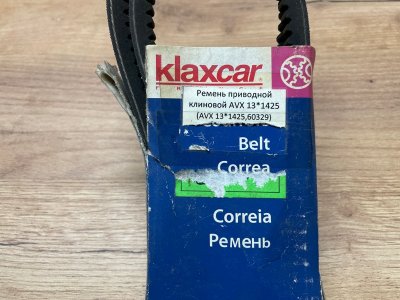 klaxcar
Ремень приводной
клиновой AVX 13*1425
(AVX 13*1425,60329)
Belt
Correa
Correia
Ремень